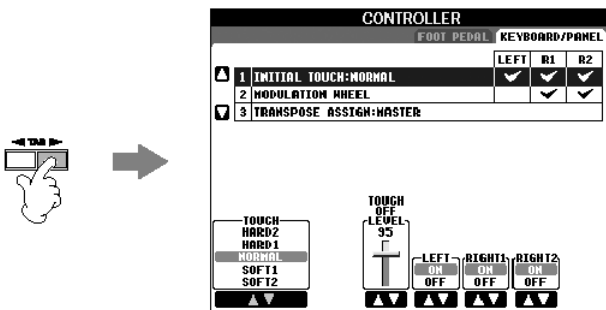 CONTROLLER
FOOT PEDAL KEYBOARD/PANEL
LEFT R1 R2
1 INITIAL TOUCH:NORMAL
2 MODULATION WHEEL
3 TRANSPOSE ASSIGN:MASTER
TAB
TOUCH
HARD2
HARD1
NORMAL
SOFT1
SOFT2
TOUCH
OFF
LEVEL
95
LEFT RIGHT1 RIGHT2
ON ON ON
OFF OFF OFF